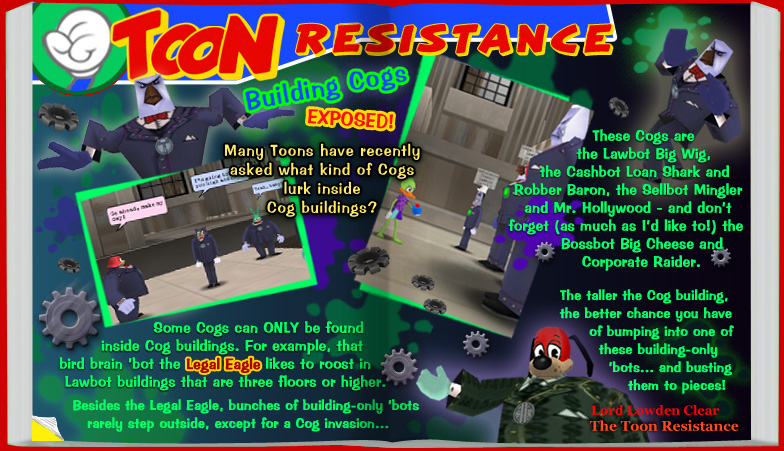 TOON RESISTANCE
Building Cogs
EXPOSED!
Many Toons have recently
asked what kind of Cogs
lurk inside
Cog buildings?
Go ahead, make my
day!
Some Cogs can ONLY be found
inside Cog buildings. For example, that
bird brain 'bot the Legal Eagle likes to roost in
Lawbot buildings that are three floors or higher.
Besides the Legal Eagle, bunches of building-only 'bots
rarely step outside, except for a Cog invasion...
These Cogs are
the Lawbot Big Wig,
the Cashbot Loan Shark and
Robber Baron, the Sellbot Mingler
and Mr. Hollywood - and don't
forget (as much as I'd like to!) the
Bossbot Big Cheese and
Corporate Raider.
The taller the Cog building,
the better chance you have
of bumping into one of
these building-only
'bots... and busting
them to pieces!
Lord Lowden Clear
The Toon Resistance